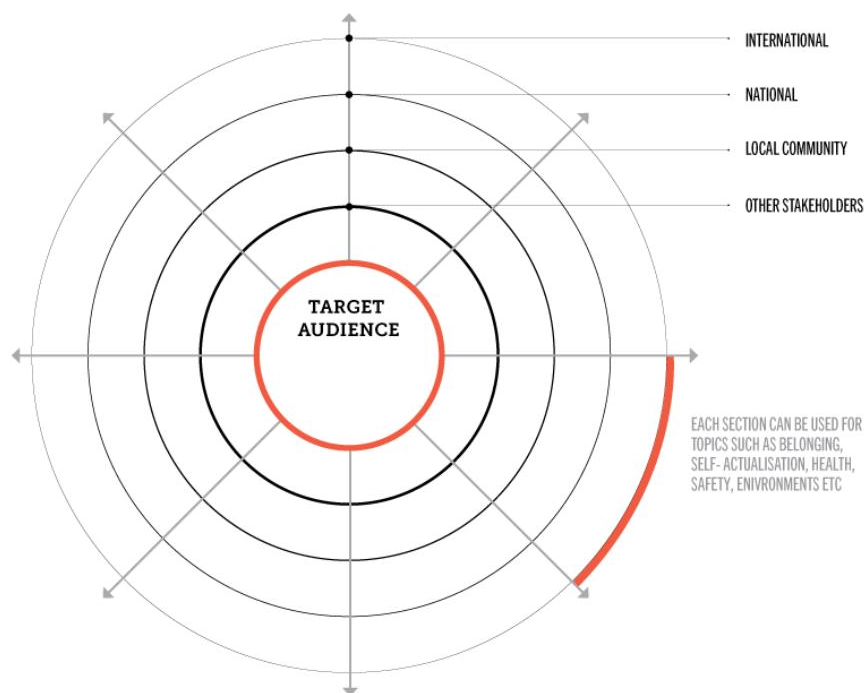 INTERNATIONAL
NATIONAL
LOCAL COMMUNITY
OTHER STAKEHOLDERS
TARGET
AUDIENCE
EACH SECTION CAN BE USED FOR
TOPICS SUCH AS BELONGING,
SELF- ACTUALISATION, HEALTH,
SAFETY, ENIVRONMENTS ETC